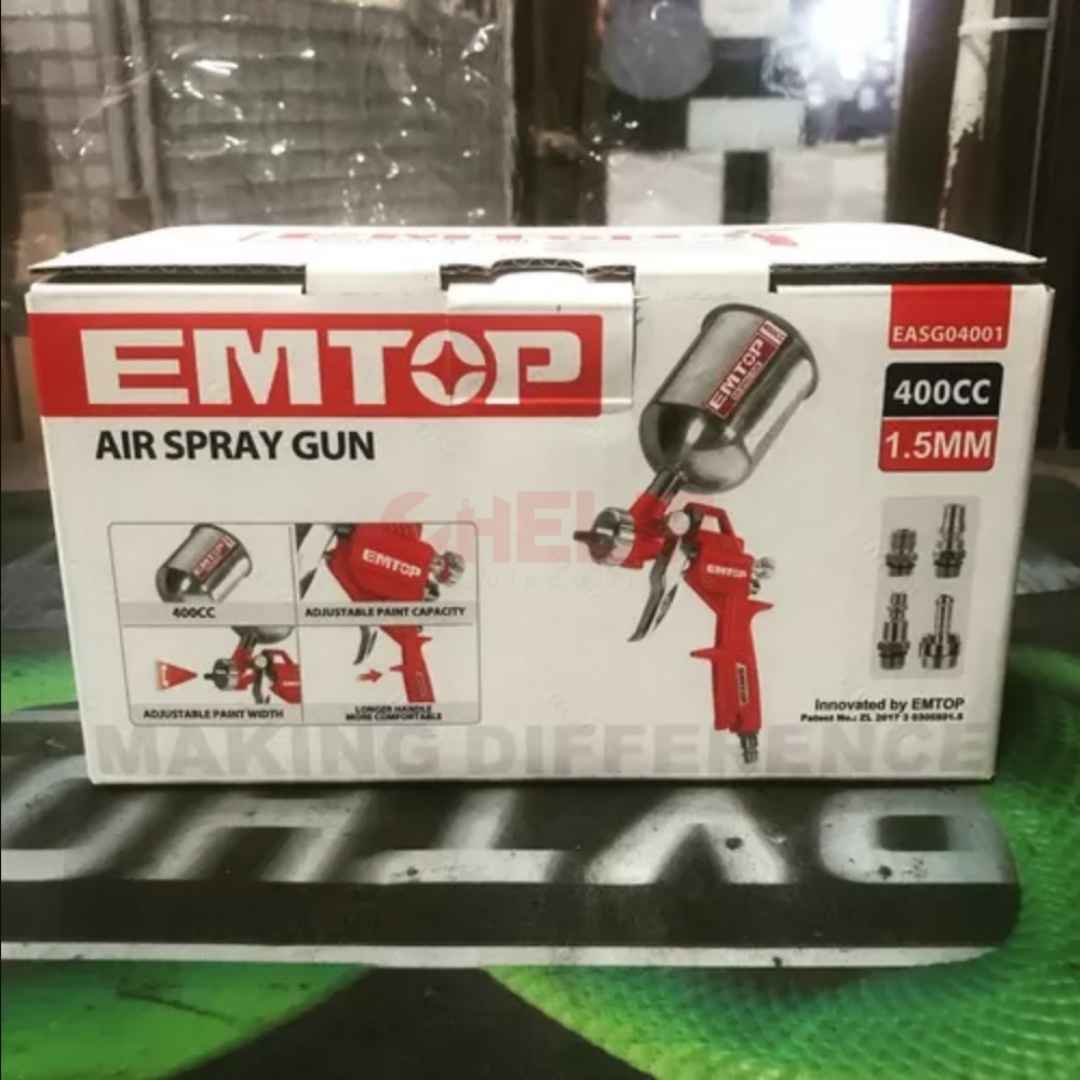 EMTOP
EMTOP
AIR SPRAY GUN
EASG04001
400CC
1.5MM
EMTOP
EMTOP
EMTOP
400CC
ADJUSTABLE PAINT CAPACITY
ADJUSTABLE PAINT WIDTH
LONGER HANDLE
MORE COMFORTABLE
Innovated by EMTOP
MAKING DIFFERENCE